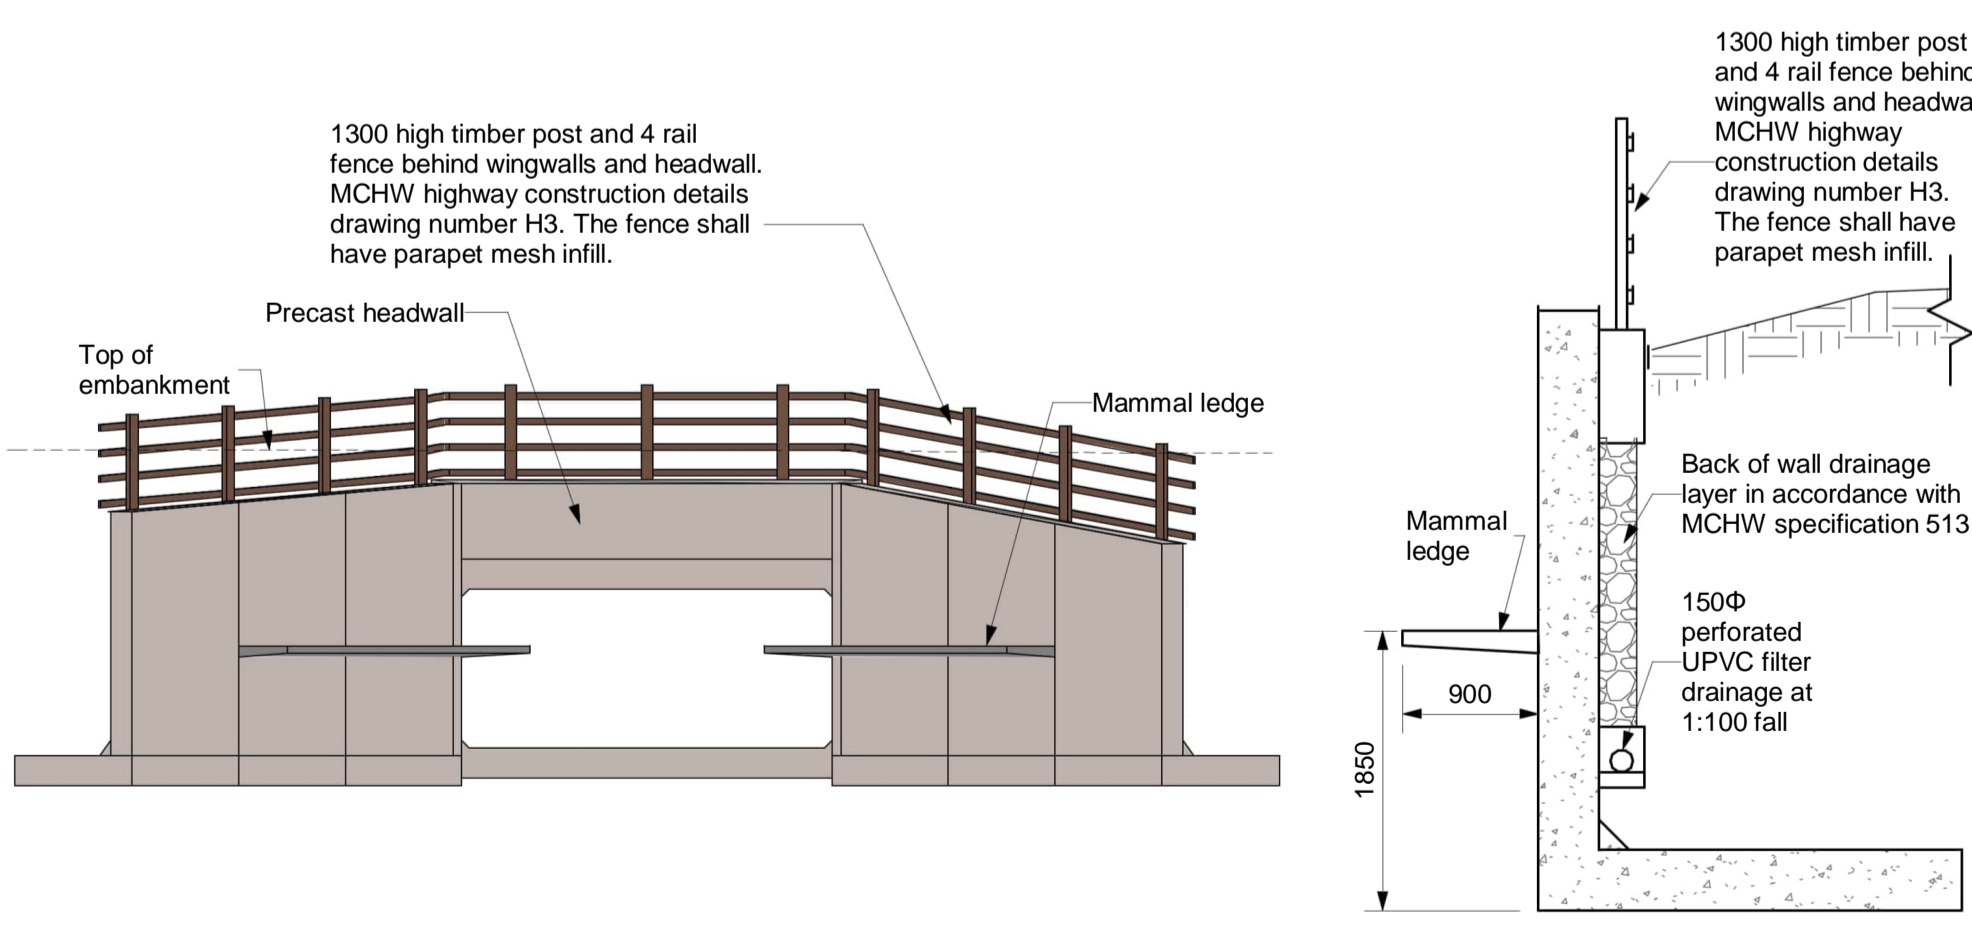 1300 high timber post and 4 rail
fence behind wingwalls and headwall.
MCHW highway construction details
drawing number H3. The fence shall
have parapet mesh infill.
Precast headwall
Top of
embankment
Mammal ledge
1300 high timber post
and 4 rail fence behind
wingwalls and headwa
MCHW highway
construction details
drawing number H3.
The fence shall have
parapet mesh infill.
Back of wall drainage
layer in accordance with
MCHW specification 513
Mammal
ledge
150Φ
perforated
UPVC filter
drainage at
1:100 fall
900
1850